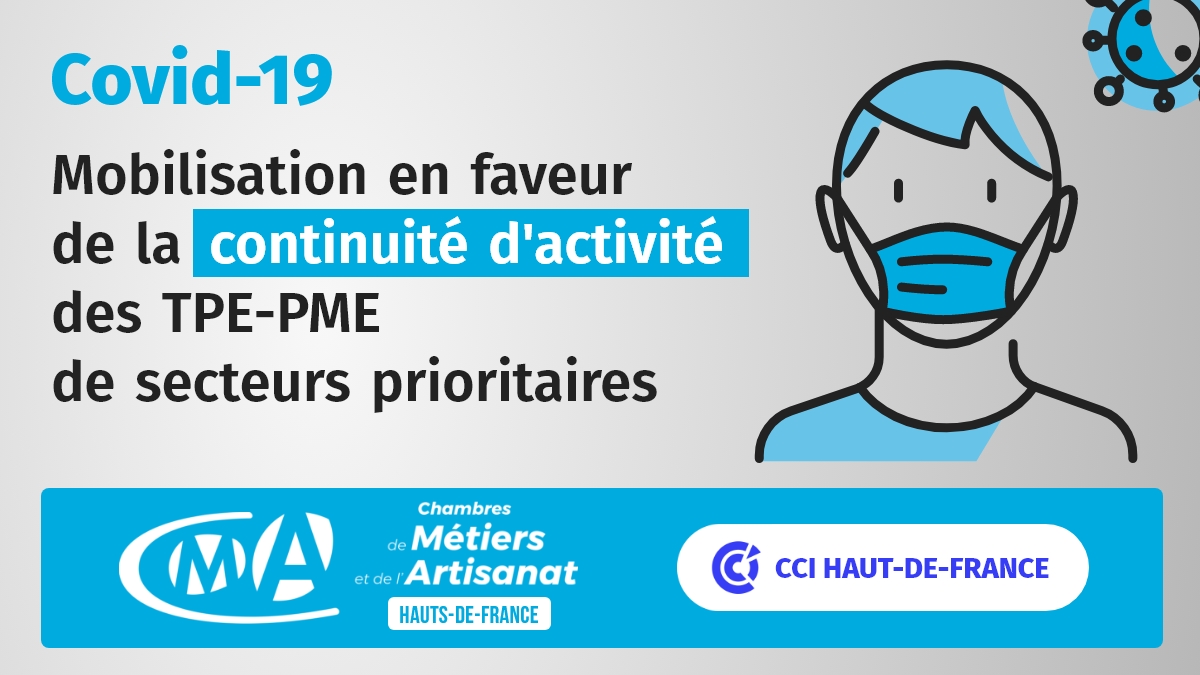 Covid-19
Mobilisation en faveur
de la continuité d'activité
des TPE-PME
de secteurs prioritaires
CMA
Chambres
de Métiers
et de l'Artisanat
HAUTS-DE-FRANCE
CCI HAUT-DE-FRANCE